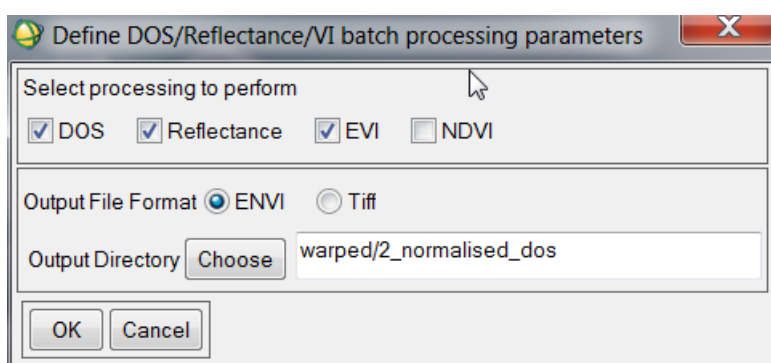 Define DOS/Reflectance/VI batch processing parameters
Select processing to perform
DOS Reflectance EVI NDVI
Output File Format ENVI Tiff
Output Directory Choose warped/2_normalised_dos
OK Cancel